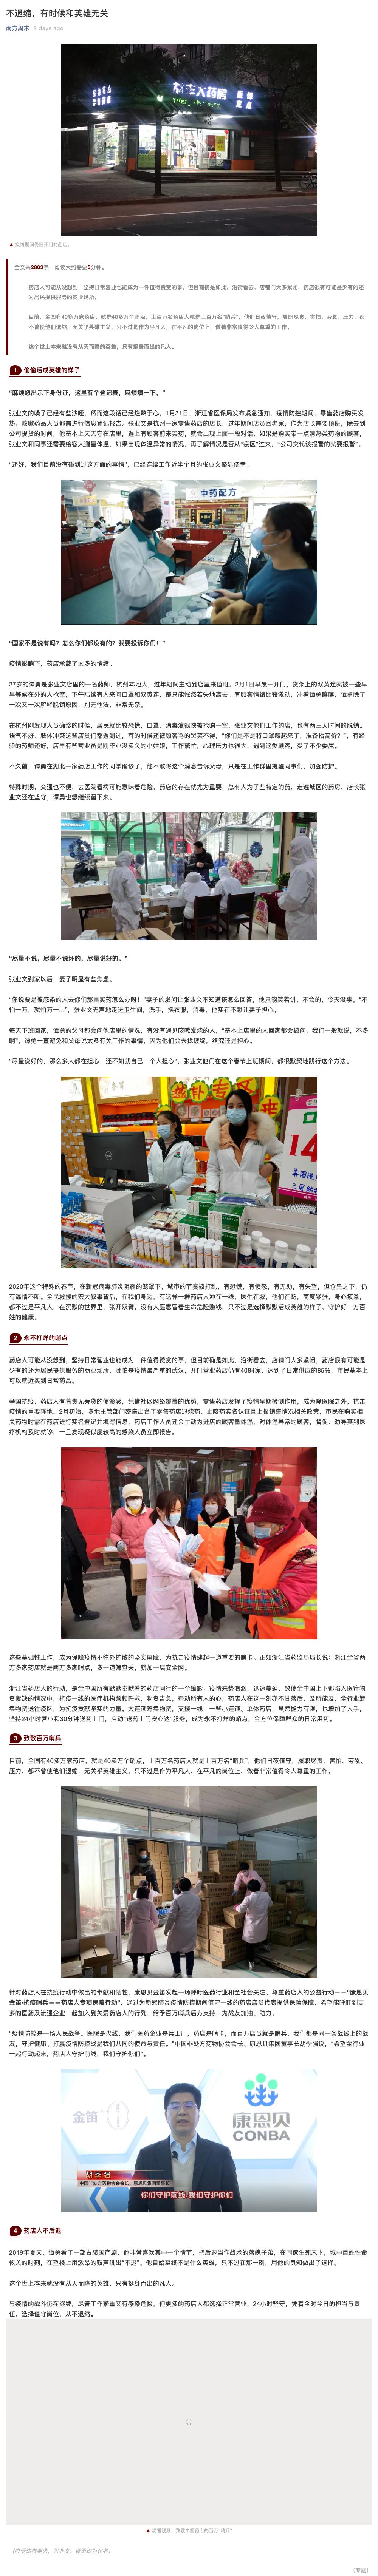 不退缩，有时候和英雄无关
南方周末 2 days ago
▲ 疫情期间仍旧开门的药店。
全文共2803字，阅读大约需要5分钟。
药店人可能从没想到，坚持日常营业也能成为一件值得赞赏的事，但目前确是如此，沿街看去，店铺门大多紧闭，药店很有可能是少有的还
为居民提供服务的商业场所。
目前，全国有40多万家药店，就是40多万个哨点，上百万名药店人就是上百万名“哨兵”，他们日夜值守、履职尽责，害怕、劳累、压力，都
不曾使他们退缩，无关乎英雄主义，只不过是作为平凡人，在平凡的岗位上，做着非常值得令人尊重的工作。
这个世上本来就没有从天而降的英雄，只有挺身而出的凡人。
1 偷偷活成英雄的样子
“麻烦您出示下身份证，这里有个登记表，麻烦填一下。”
张业文的嗓子已经有些沙哑，然而这段话已经烂熟于心。1月31日，浙江省医保局发布紧急通知，疫情防控期间，零售药店购买发
热、咳嗽药品人员都需进行信息登记报告。张业文是杭州一家零售药店的店长，过年期间店员回老家，作为店长需要顶班，除去到
公司提货的时间，他基本上天天守在店里，遇上有顾客前来买药，就会出现上面一段对话，如果是购买带一点清热类药物的顾客，
张业文和同事还需要给客人测量体温，如果出现体温异常的情况，再了解情况是否从“疫区”过来，“公司交代该报警的就要报警”。
“还好，我们目前没有碰到过这方面的事情”，已经连续工作近半个月的张业文略显侥幸。
中药配方
“国家不是说有吗？怎么你们都没有的？我要投诉你们！”
疫情影响下，药店承载了太多的情绪。
27岁的谭勇是张业文店里的一名药师，杭州本地人，过年期间主动到店里来值班。2月1日早晨一开门，货架上的双黄连就被一些早
早等候在外的人抢空，下午陆续有人来问口罩和双黄连，都只能怅然若失地离去。有顾客情绪比较激动，冲着谭勇嚷嚷，谭勇赔了
一次又一次解释脱销原因，别无他法，非常无奈。
在杭州刚发现人员确诊的时候，居民就比较恐慌，口罩、消毒液很快被抢购一空，张业文他们工作的店，也有两三天时间的脱销。
语气不好，肢体冲突这些店员们都遇到过，有的时候还被顾客骂的哭笑不得，“你们是不是将口罩藏起来了，准备抬高价？”，有经
验的药师还好，店里有些营业员是刚毕业没多久的小姑娘，工作繁忙，心理压力也很大，遇到这类顾客，受了不少委屈。
不久前，谭勇在湖北一家药店工作的同学确诊了，他不敢将这个消息告诉父母，只是在工作群里提醒同事们，加强防护。
特殊时期，交通也不便，去医院看病可能意味着危险，药店的存在就尤为重要，总有人为了些特定的药，走遍城区的药房，店长张
业文还在坚守，谭勇也想继续留下来。
“尽量不说，尽量不说坏的，尽量说好的。”
张业文到家以后，妻子明显有些焦虑。
“你说要是被感染的人去你们那里买药怎么办呀！”妻子的发问让张业文不知道该怎么回答，他只能笑着讲，不会的，今天没事。“不
怕一万，就怕万一...”，张业文无声地走进卫生间，洗手，换衣服，消毒，他实在不想让妻子担心。
每天下班回家，谭勇的父母都会问他店里的情况，有没有遇见咳嗽发烧的人，“基本上店里的人回家都会被问，我们一般就说，不多
啊”，谭勇一直避免和父母说太多有关工作的事情，因为他们会去找破绽，终究还是担心。
“尽量说好的，那么多人都在担心，还不如就自己一个人担心”，张业文他们在这个春节上班期间，都很默契地践行这个方法。
2020年这个特殊的春节，在新冠病毒肺炎阴霾的笼罩下，城市的节奏被打乱，有恐慌，有愤怒，有无助，有失望，但仓皇之下，仍
有温情不断。全民救援的宏大叙事背后，在我们身边，有这样一群药店人冲在一线，医生在救，他们在防，高度紧张，身心疲惫，
都不过是平凡人，在沉默的世界里，张开双臂，没有人愿意冒着生命危险赚钱，只不过是选择默默活成英雄的样子，守护好一方百
姓的健康。
2 永不打烊的哨点
药店人可能从没想到，坚持日常营业也能成为一件值得赞赏的事，但目前确是如此，沿街看去，店铺门大多紧闭，药店很有可能是
少有的还为居民提供服务的商业场所，哪怕是疫情最严重的武汉，开门营业药店仍有4084家，达到了日常供应的85%，市民基本上
可以就近买到日常药品。
举国抗疫，药店人有着责无旁贷的使命感，凭借社区网络覆盖的优势，零售药店发挥了疫情早期检测作用，成为除医院之外，抗击
疫情的重要阵地。2月初始，多地主管部门密集出台了零售药店退烧药、止咳药实名认证且上报销售情况相关政策，市民在购买相
关药物时需在药店进行实名登记并填写信息，药店工作人员还会主动为进店的顾客量体温，对体温异常的顾客，督促、劝导其到医
疗机构及时就诊，一旦发现疑似度较高的感染人员立即报告。
这些基础性工作，成为保障疫情不往外扩散的坚实屏障，为抗击疫情建起一道重要的哨卡。正如浙江省药监局局长说：浙江全省两
万多家药店就是两万多家哨点，多一道筛查关，就加一层安全阀。
浙江省药店人的行动，是全中国所有默默奉献着的药店同行的一个缩影。疫情来势汹汹，迅速蔓延，致使全中国上下都陷入医疗物
资紧缺的情况中，抗疫一线的医疗机构频频呼救，物资告急，牵动所有人的心，药店人在这一刻亦不甘落后，及所能及，全行业筹
集物资送往疫区，为抗疫贡献坚实的力量。大连锁筹集物资，支援一线，一些小连锁、单体药店，虽然能力有限，也增加了人手，
坚持24小时营业和30分钟送药上门，启动“送药上门安心达”服务，成为永不打烊的哨点，全方位保障群众的日常用药。
3 致敬百万哨兵
目前，全国有40多万家药店，就是40多万个哨点，上百万名药店人就是上百万名“哨兵”，他们日夜值守、履职尽责，害怕、劳累、
压力，都不曾使他们退缩，无关乎英雄主义，只不过是作为平凡人，在平凡的岗位上，做着非常值得令人尊重的工作。
针对药店人在抗疫行动中做出的奉献和牺牲，康恩贝金笛发起一场呼吁医药行业和全社会关注、尊重药店人的公益行动——“康恩贝
金笛·抗疫哨兵——药店人专项保障行动”，通过为新冠肺炎疫情防控期间值守一线的药店店员代表提供保险保障，希望能呼吁到更
多的医药及流通企业一起加入到关爱药店人的行列，给予百万哨兵后方支持，为战友加油、助力。
“疫情防控是一场人民战争。医院是火线，我们医药企业是兵工厂，药店是哨卡，而百万店员就是哨兵，我们都是同一条战线上的战
友，守护健康、打赢疫情防控战是我们共同的使命与责任。”中国非处方药物协会会长、康恩贝集团董事长胡季强说，“希望全行业
一起行动起来，药店人守护前线，我们守护你们”。
金笛
康恩贝
CONBA
胡季强
中国非处方药物协会会长、康恩贝集团董事长
你们守护前线·我们守护你们
4 药店人不后退
2019年夏天，谭勇看了一部古装国产剧，他非常喜欢其中一个情节，把后退当作战术的落魄子弟，在同僚生死未卜、城中百姓性命
攸关的时刻，在望楼上用激昂的鼓声讯出“不退”。他自始至终不是什么英雄，只不过在那一刻，用他的良知做出了选择。
这个世上本来就没有从天而降的英雄，只有挺身而出的凡人。
与疫情的战斗仍在继续，尽管工作繁重又有感染危险，但更多的药店人都选择正常营业，24小时坚守，凭着今时今日的担当与责
任，选择值守岗位，从不退缩。
▲ 观看视频，致敬中国药店的百万“哨兵”
（应受访者要求，张业文、谭勇均为化名）
（专题）